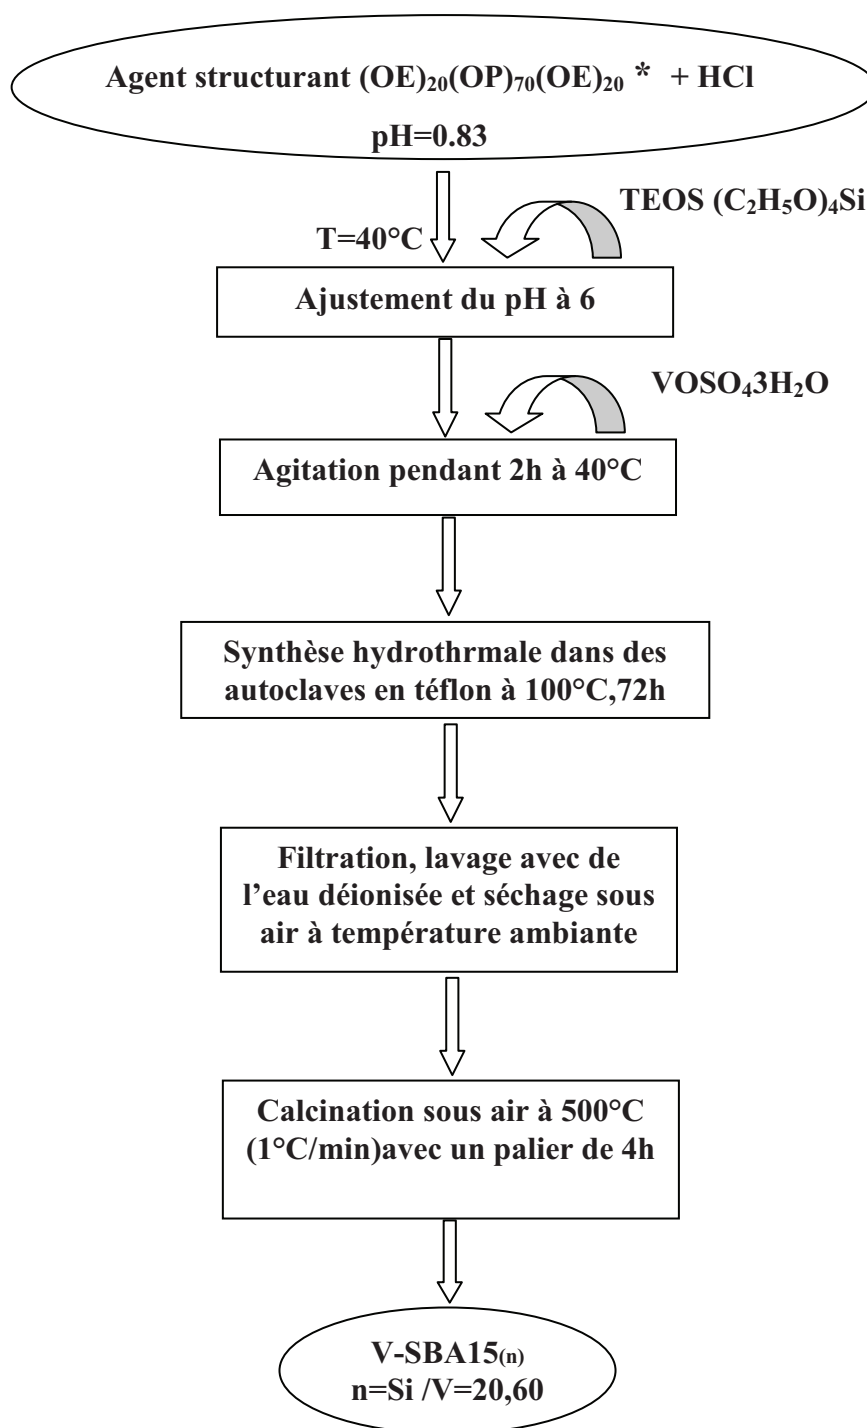 Agent structurant (OE)₂₀(OP)₇₀(OE)₂₀ * + HCl
pH=0.83
TEOS (C₂H₅O)₄Si
T=40°C
Ajustement du pH à 6
VOSO₄3H₂O
Agitation pendant 2h à 40°C
Synthèse hydrothrmale dans des
autoclaves en téflon à 100°C,72h
Filtration, lavage avec de
l’eau déionisée et séchage sous
air à température ambiante
Calcination sous air à 500°C
(1°C/min)avec un palier de 4h
V-SBA15₍ₙ₎
n=Si /V=20,60